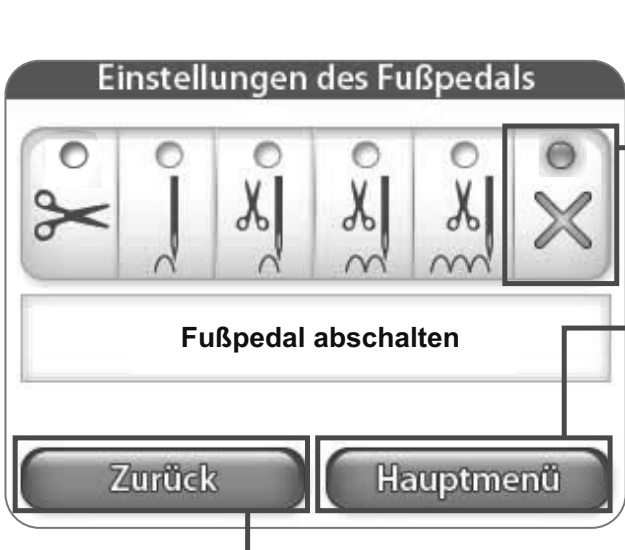 Einstellungen des Fußpedals
Fußpedal abschalten
Zurück
Hauptmenü